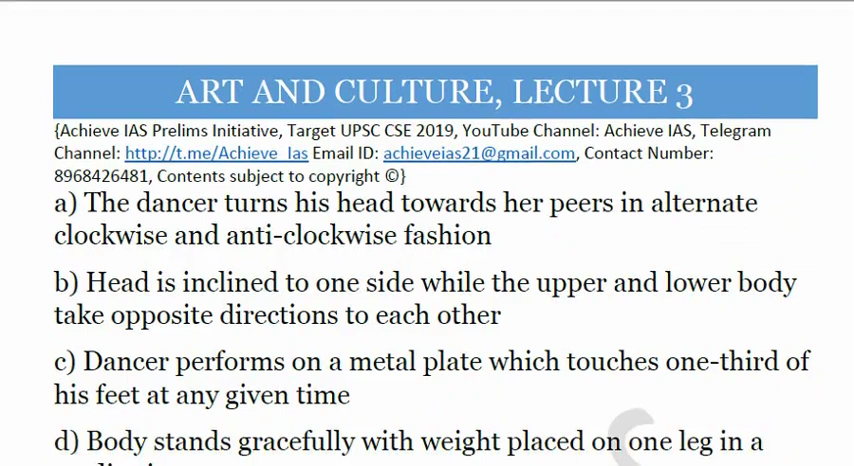 ART AND CULTURE, LECTURE 3
{Achieve IAS Prelims Initiative, Target UPSC CSE 2019, YouTube Channel: Achieve IAS, Telegram
Channel: http://t.me/Achieve_Ias Email ID: achieveias21@gmail.com, Contact Number:
8968426481, Contents subject to copyright ©}
a) The dancer turns his head towards her peers in alternate
clockwise and anti-clockwise fashion
b) Head is inclined to one side while the upper and lower body
take opposite directions to each other
c) Dancer performs on a metal plate which touches one-third of
his feet at any given time
d) Body stands gracefully with weight placed on one leg in a